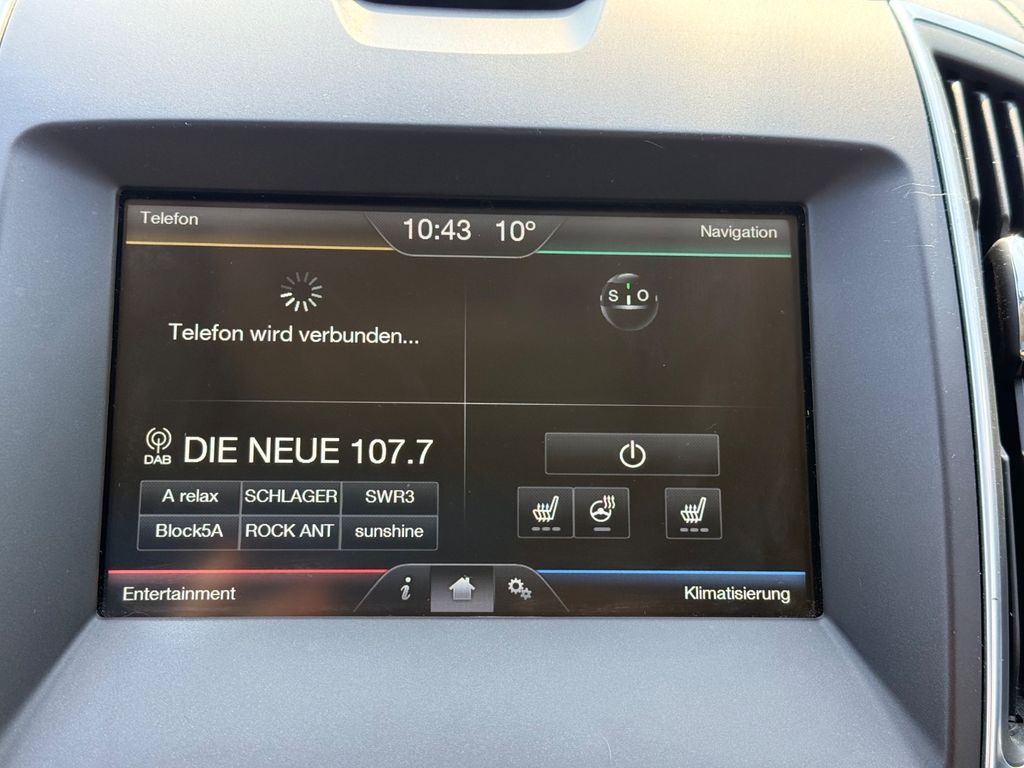 Telefon
10:43 10°
Navigation
Telefon wird verbunden...
S O
DAB
DIE NEUE 107.7
A relax SCHLAGER SWR3
Block5A ROCK ANT sunshine
Entertainment
i
Klimatisierung